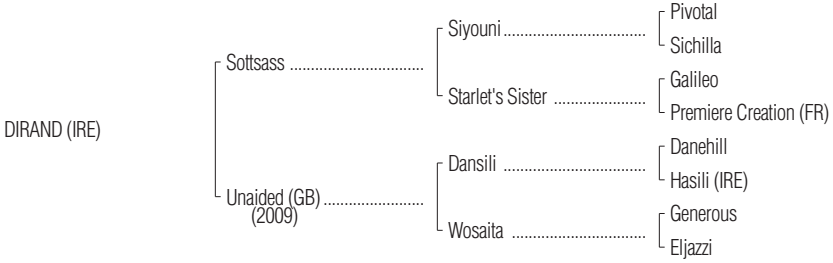 Pivotal
Siyouni
Sichilla
Sottsass
Galileo
Starlet's Sister
Premiere Creation (FR)
DIRAND (IRE)
Danehill
Dansili
Hasili (IRE)
Unaided (GB)
(2009)
Generous
Wosaita
Eljazzi